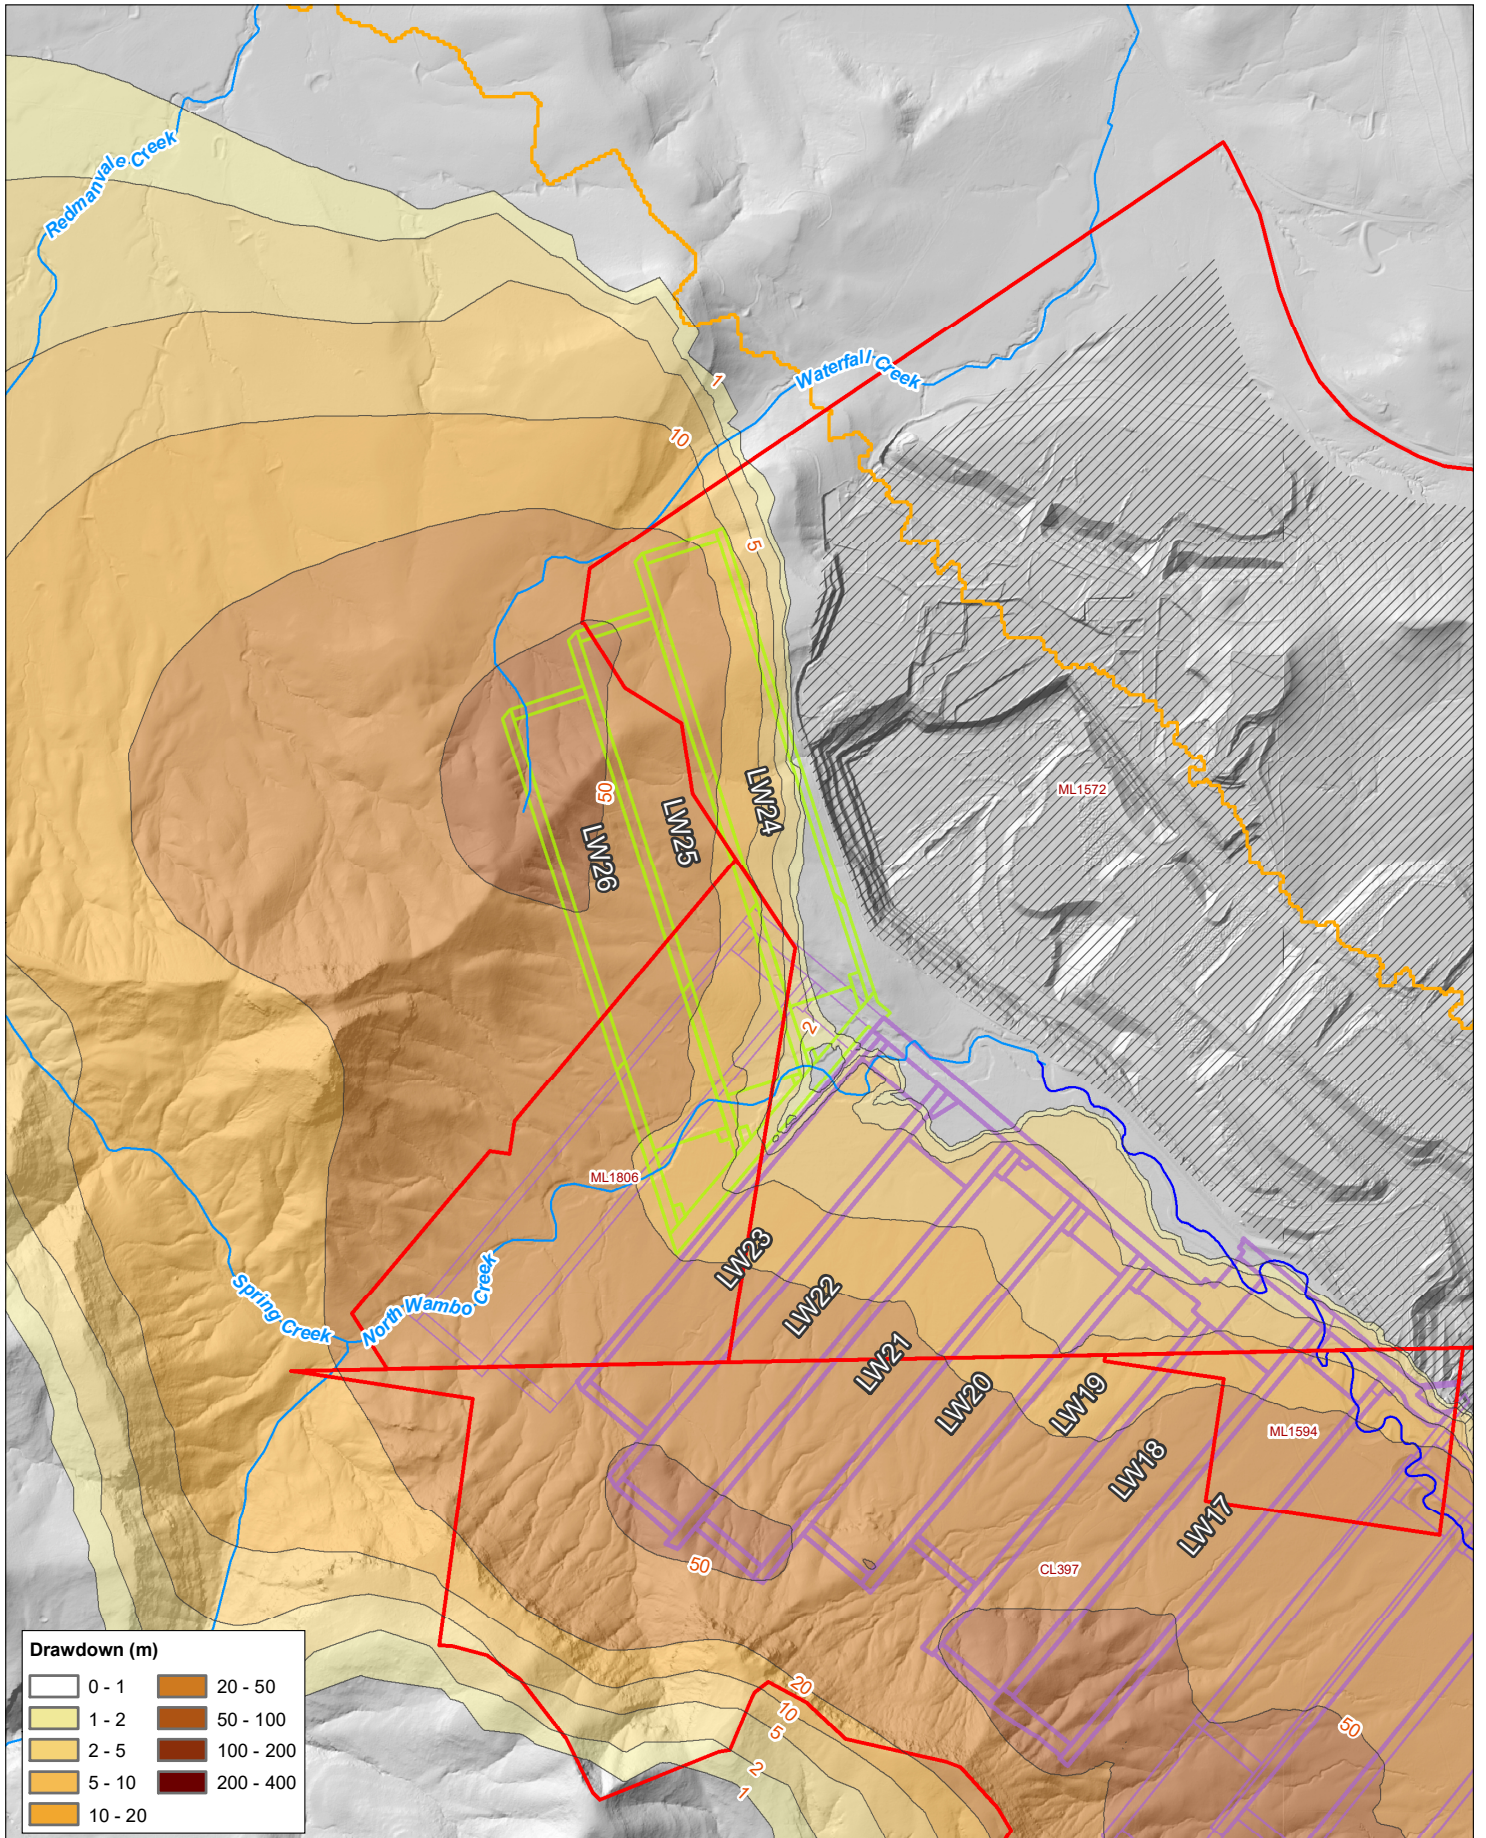 Redmanvale Creek
Waterfall Creek
1
10
5
ML1572
LW24
LW25
50
LW26
2
ML1806
LW23
North Wambo Creek
Spring Creek
LW22
LW21
LW20
LW19
ML1594
LW18
LW17
50
CL397
20
10
5
50
2
1
Drawdown (m)
0 - 1
1 - 2
2 - 5
5 - 10
10 - 20
20 - 50
50 - 100
100 - 200
200 - 400